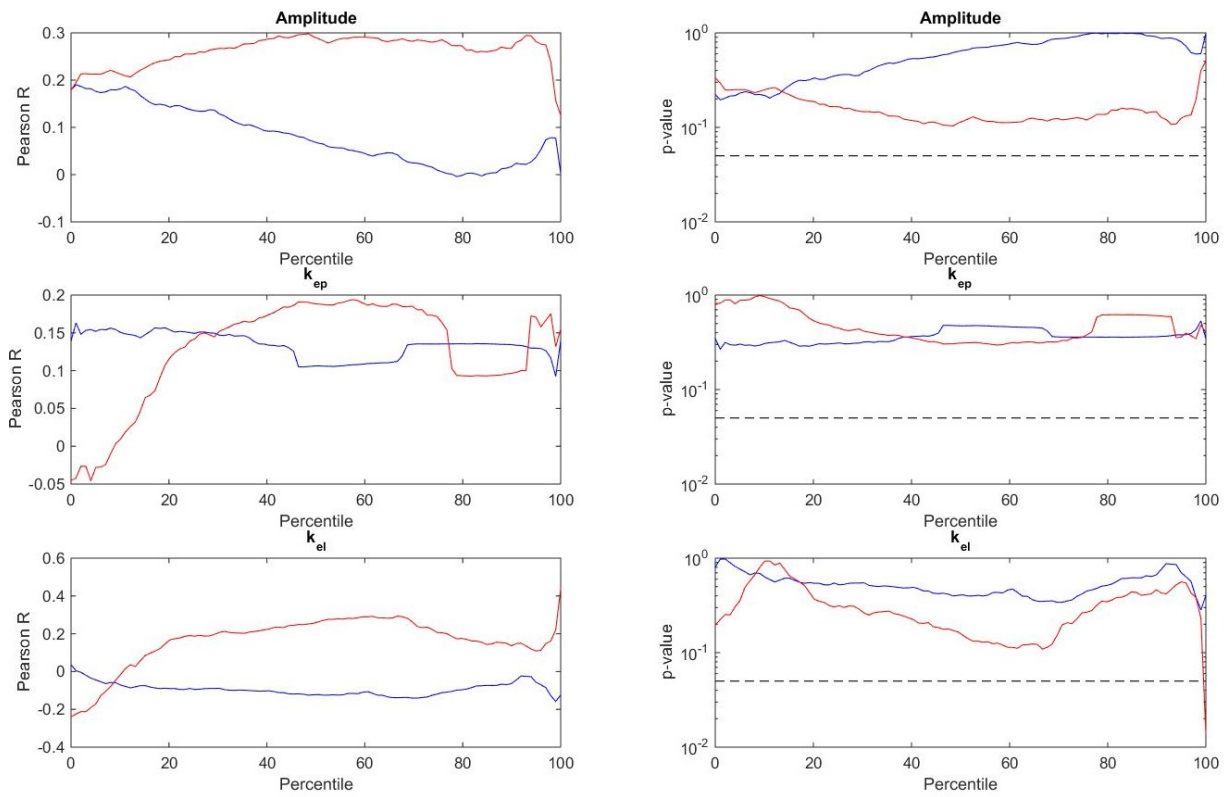 Amplitude
Pearson R
0.3
0.2
0.1
0
-0.1
0 20 40 60 80 100
Percentile
Amplitude
p-value
10^0
10^-1
10^-2
0 20 40 60 80 100
Percentile
k_ep
Pearson R
0.2
0.15
0.1
0.05
0
-0.05
0 20 40 60 80 100
Percentile
k_ep
p-value
10^0
10^-1
10^-2
0 20 40 60 80 100
Percentile
k_el
Pearson R
0.6
0.4
0.2
0
-0.2
-0.4
0 20 40 60 80 100
Percentile
k_el
p-value
10^0
10^-1
10^-2
0 20 40 60 80 100
Percentile